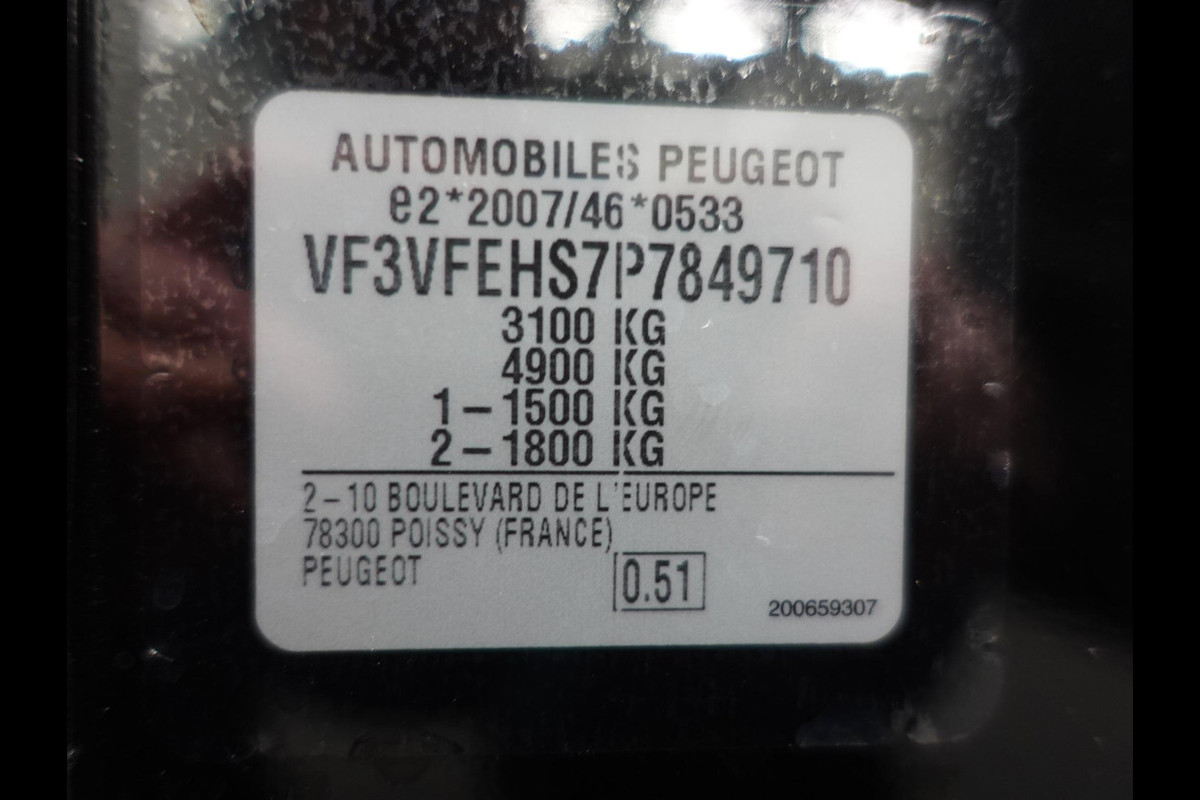 AUTOMOBILES PEUGEOT
e2*2007/46*0533
VF3VFEHS7P7849710
3100 KG
4900 KG
1-1500 KG
2-1800 KG
2-10 BOULEVARD DE L'EUROPE
78300 POISSY (FRANCE)
PEUGEOT
0.51
200659307